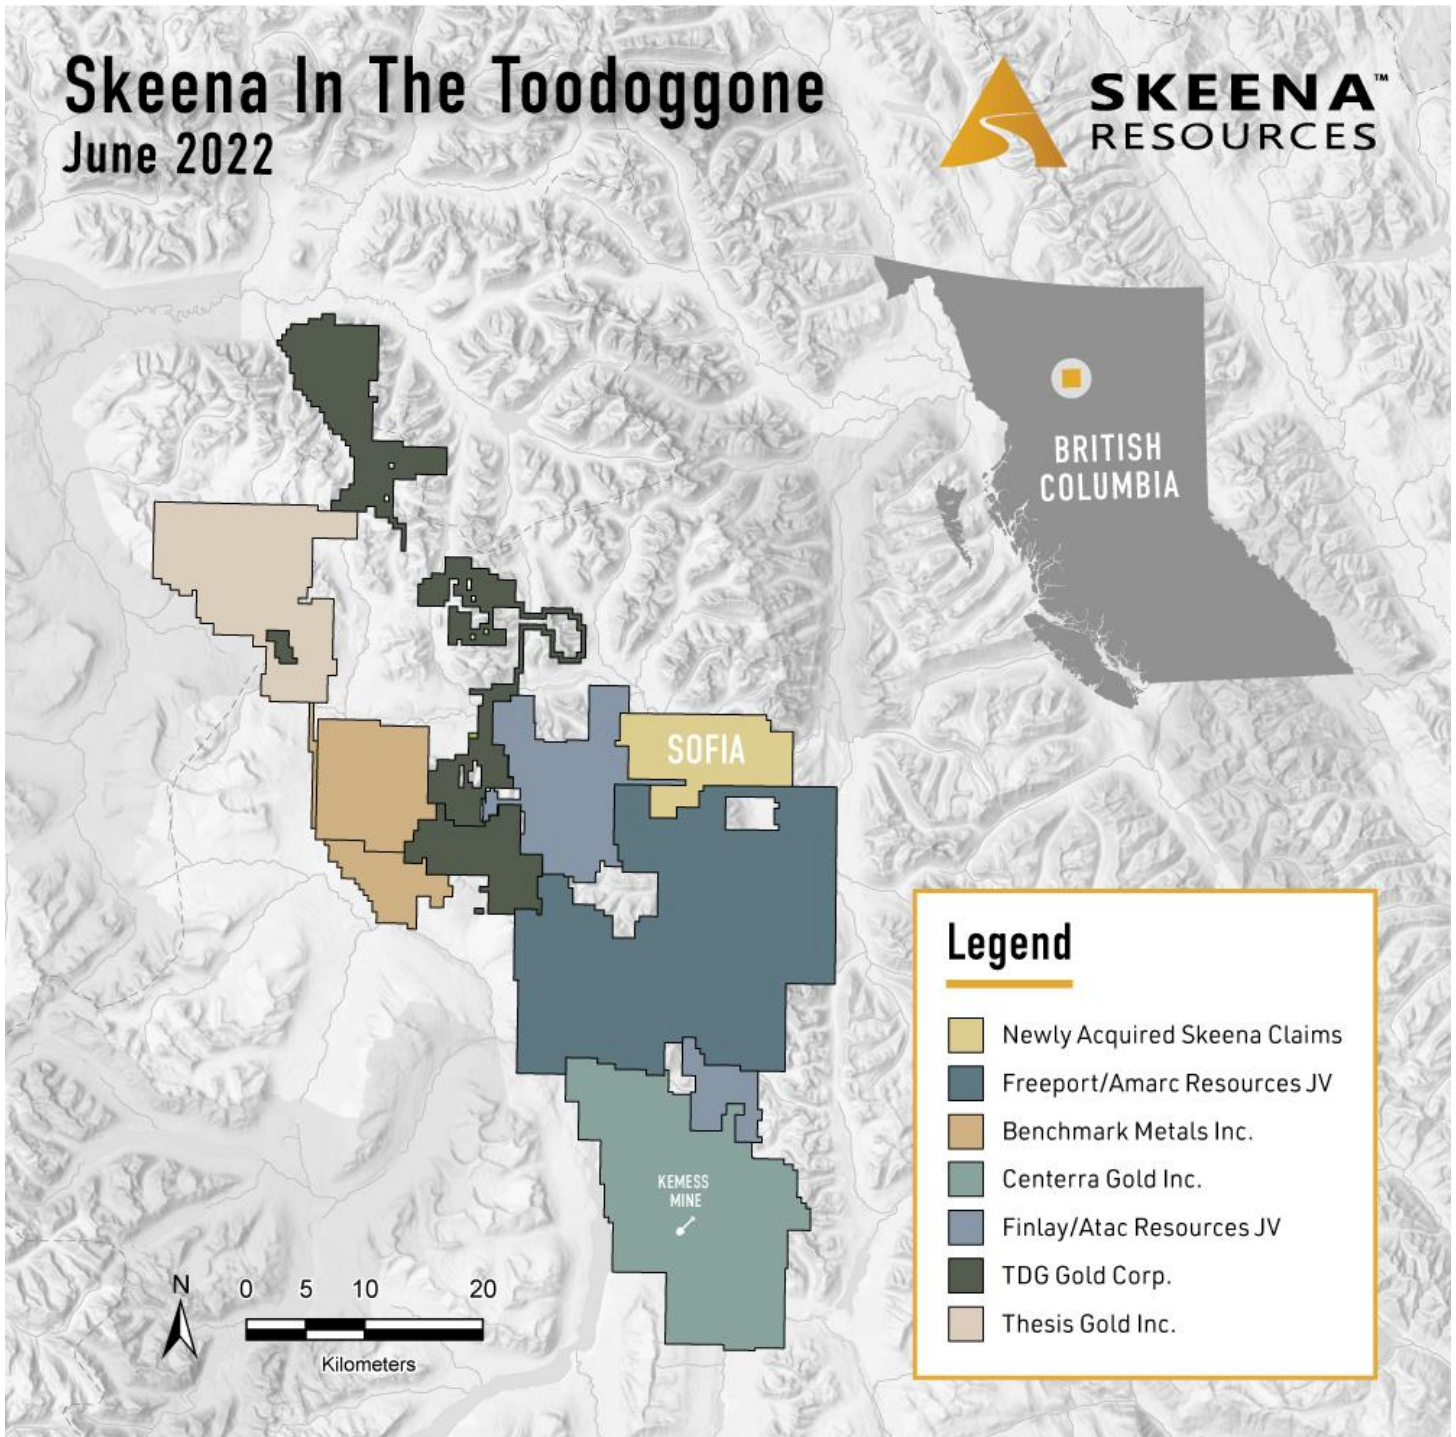 Skeena In The Toodoggone
June 2022
SKEENA™
RESOURCES
BRITISH
COLUMBIA
SOFIA
KEMESS
MINE
Legend
Newly Acquired Skeena Claims
Freeport/Amarc Resources JV
Benchmark Metals Inc.
Centerra Gold Inc.
Finlay/Atac Resources JV
TDG Gold Corp.
Thesis Gold Inc.
N
0 5 10 20
Kilometers